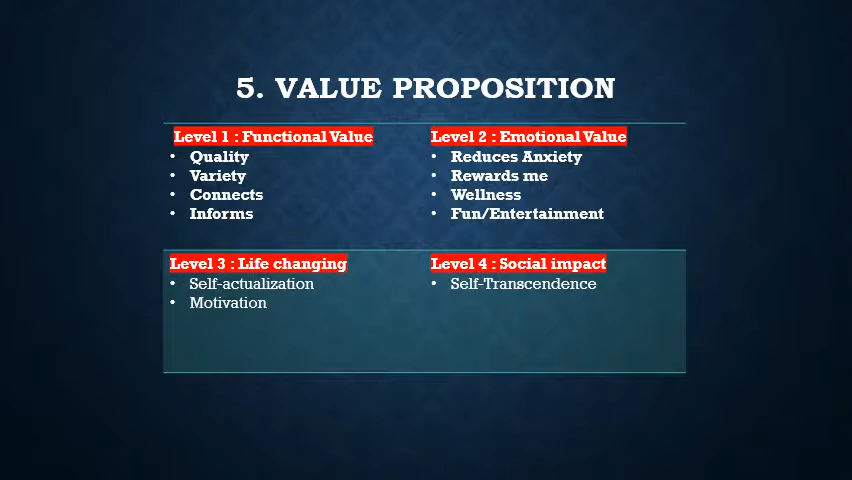 5. VALUE PROPOSITION
Level 1 : Functional Value
• Quality
• Variety
• Connects
• Informs
Level 2 : Emotional Value
• Reduces Anxiety
• Rewards me
• Wellness
• Fun/Entertainment
Level 3 : Life changing
• Self-actualization
• Motivation
Level 4 : Social impact
• Self-Transcendence